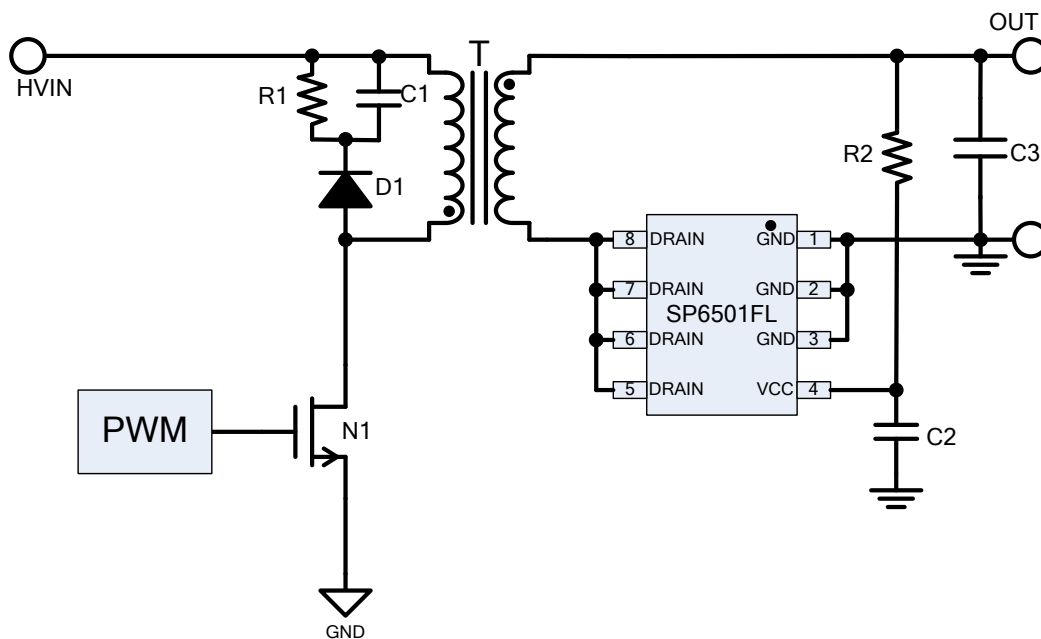 OUT
T
HVIN
R1
C1
R2
C3
D1
8 DRAIN GND 1
7 DRAIN GND 2
SP6501FL
6 DRAIN GND 3
5 DRAIN VCC 4
PWM
N1
C2
GND